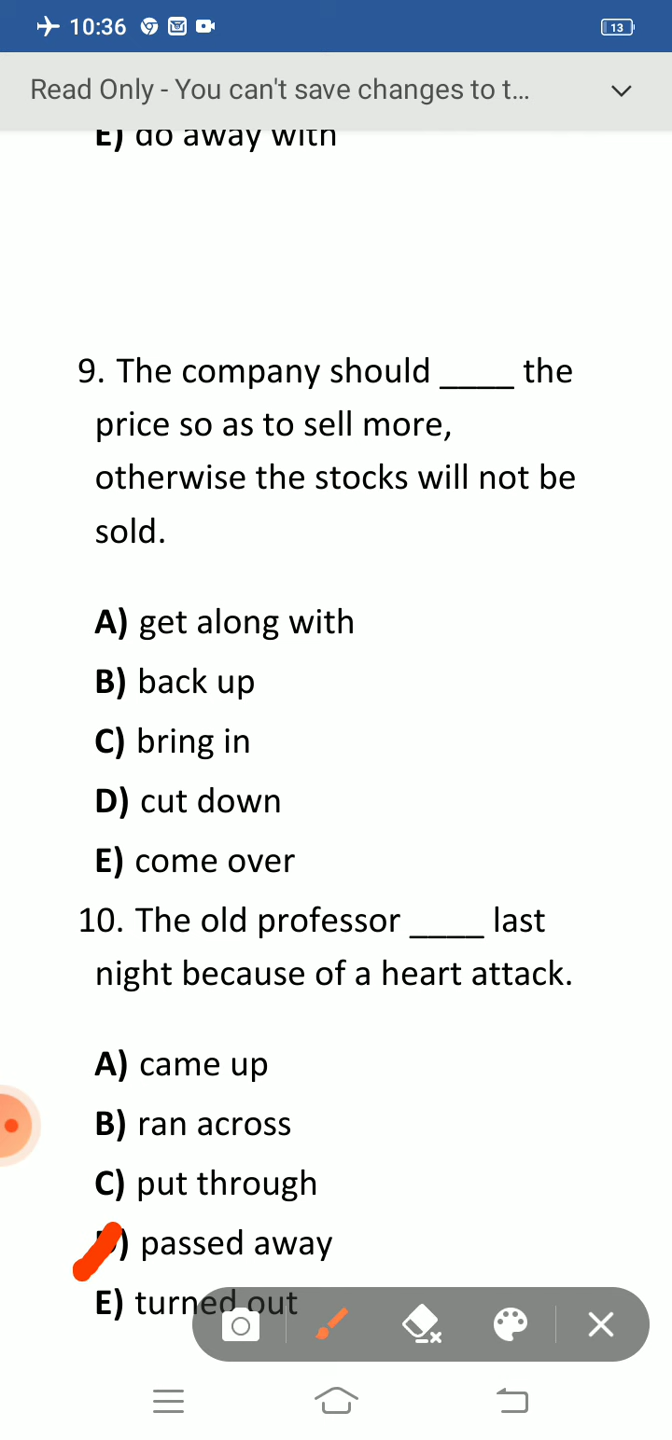 10:36
13
Read Only - You can't save changes to t...
E) do away with
9. The company should ____ the
price so as to sell more,
otherwise the stocks will not be
sold.
A) get along with
B) back up
C) bring in
D) cut down
E) come over
10. The old professor ____ last
night because of a heart attack.
A) came up
B) ran across
C) put through
) passed away
E) turned out